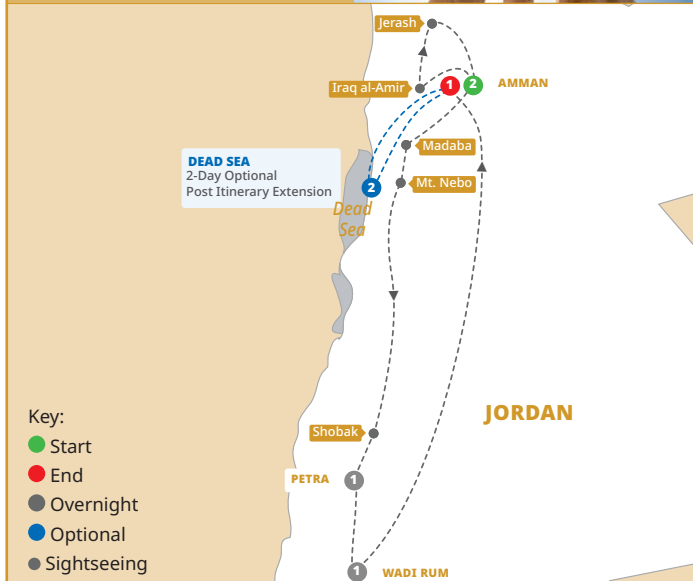 Jerash
Iraq al-Amir
1
2
AMMAN
Madaba
Mt. Nebo
DEAD SEA
2-Day Optional
Post Itinerary Extension
2
Dead
Sea
Shobak
JORDAN
PETRA
1
1
WADI RUM
Key:
Start
End
Overnight
Optional
Sightseeing